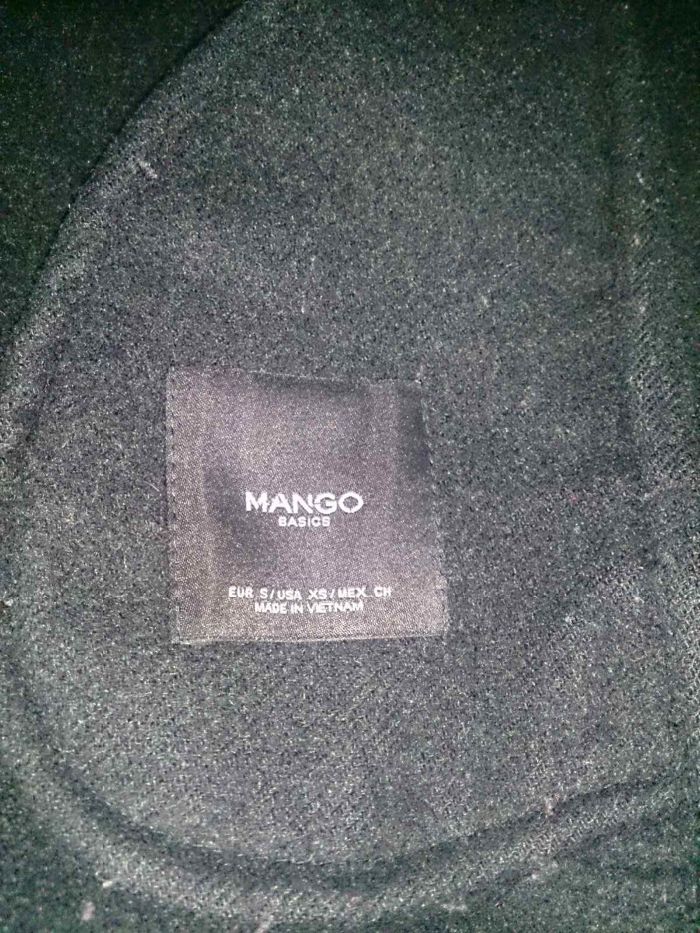 MANGO
BASICS
EUR S/USA XS/MEX CH
MADE IN VIETNAM